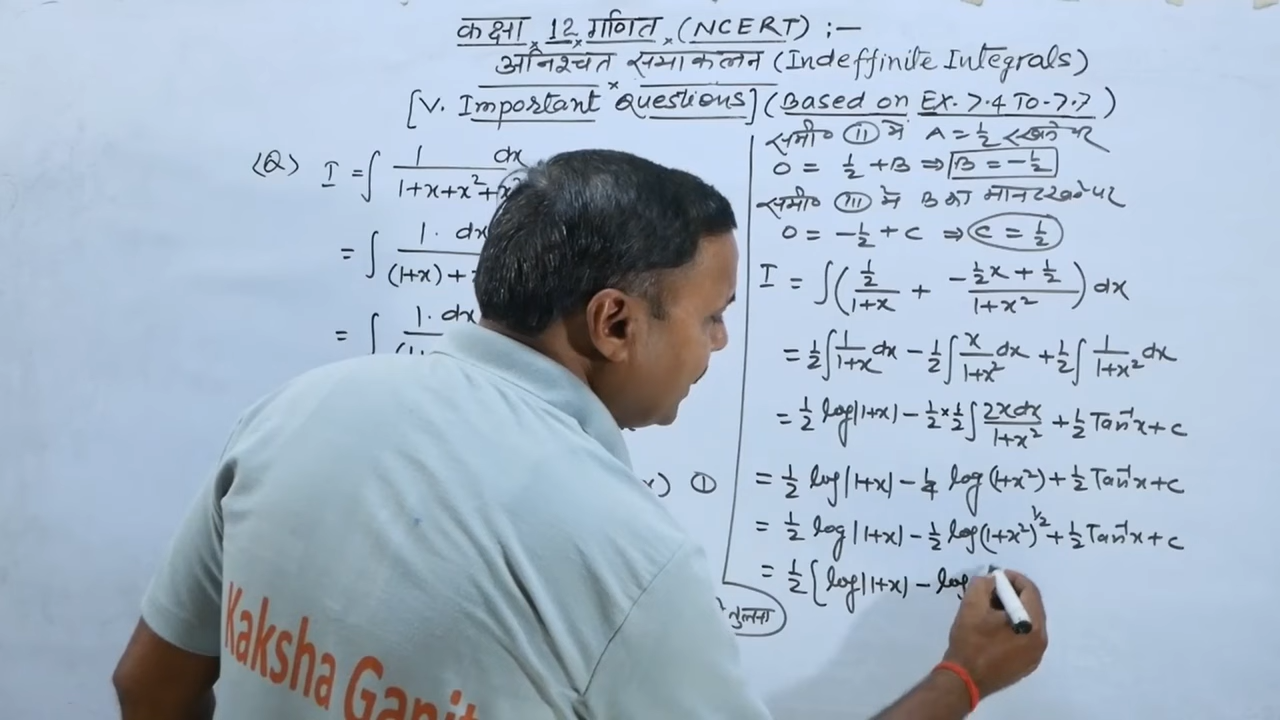 कक्षा 12 गणित (NCERT) :-
अनिश्चत समाकलन (Indeffinite Integrals)
[V. Important Questions] (Based on EX. 7.4 To-7.7)
<Q> I = ∫ 1 dx / 1+x+x²+x
= ∫ 1. dx / (1+x)+
= ∫ 1. dx / (1+
x) ①
तुलना
समी० (ii) में A = 1/2 रखने पर
0 = 1/2 + B ⇒ B = -1/2
समी० (iii) में B का मान रखने पर
0 = -1/2 + C ⇒ C = 1/2
I = ∫( 1/2 / 1+x + -1/2 x + 1/2 / 1+x² ) dx
= 1/2 ∫ 1/1+x dx - 1/2 ∫ x/1+x² dx + 1/2 ∫ 1/1+x² dx
= 1/2 log|1+x| - 1/2 × 1/2 ∫ 2x dx / 1+x² + 1/2 Tan⁻¹x + C
= 1/2 log|1+x| - 1/4 log (1+x²) + 1/2 Tan⁻¹x + C
= 1/2 log|1+x| - 1/2 log(1+x²)^1/2 + 1/2 Tan⁻¹x + C
= 1/2 { log|1+x| - log
Kaksha Ganit